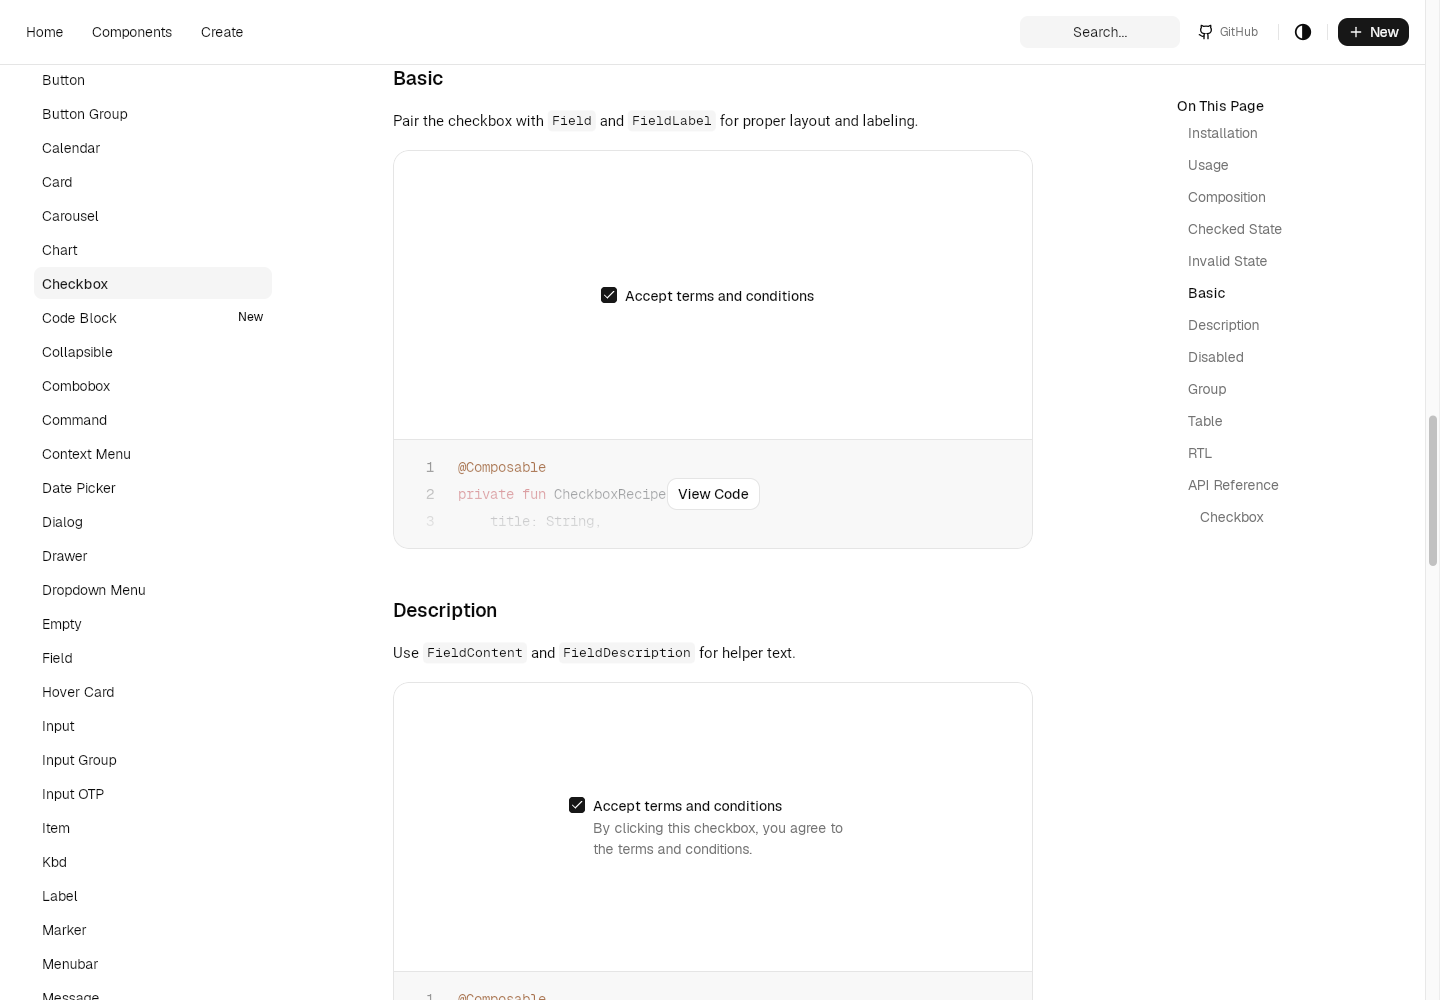 Home
Components
Create
Search...
GitHub
New
Button
Button Group
Calendar
Card
Carousel
Chart
Checkbox
Code Block
New
Collapsible
Combobox
Command
Context Menu
Date Picker
Dialog
Drawer
Dropdown Menu
Empty
Field
Hover Card
Input
Input Group
Input OTP
Item
Kbd
Label
Marker
Menubar
Message
Basic
Pair the checkbox with Field and FieldLabel for proper layout and labeling.
Accept terms and conditions
1 @Composable
2 private fun CheckboxRecipe
View Code
3 title: String,
Description
Use FieldContent and FieldDescription for helper text.
Accept terms and conditions
By clicking this checkbox, you agree to
the terms and conditions.
1 @Composable
On This Page
Installation
Usage
Composition
Checked State
Invalid State
Basic
Description
Disabled
Group
Table
RTL
API Reference
Checkbox